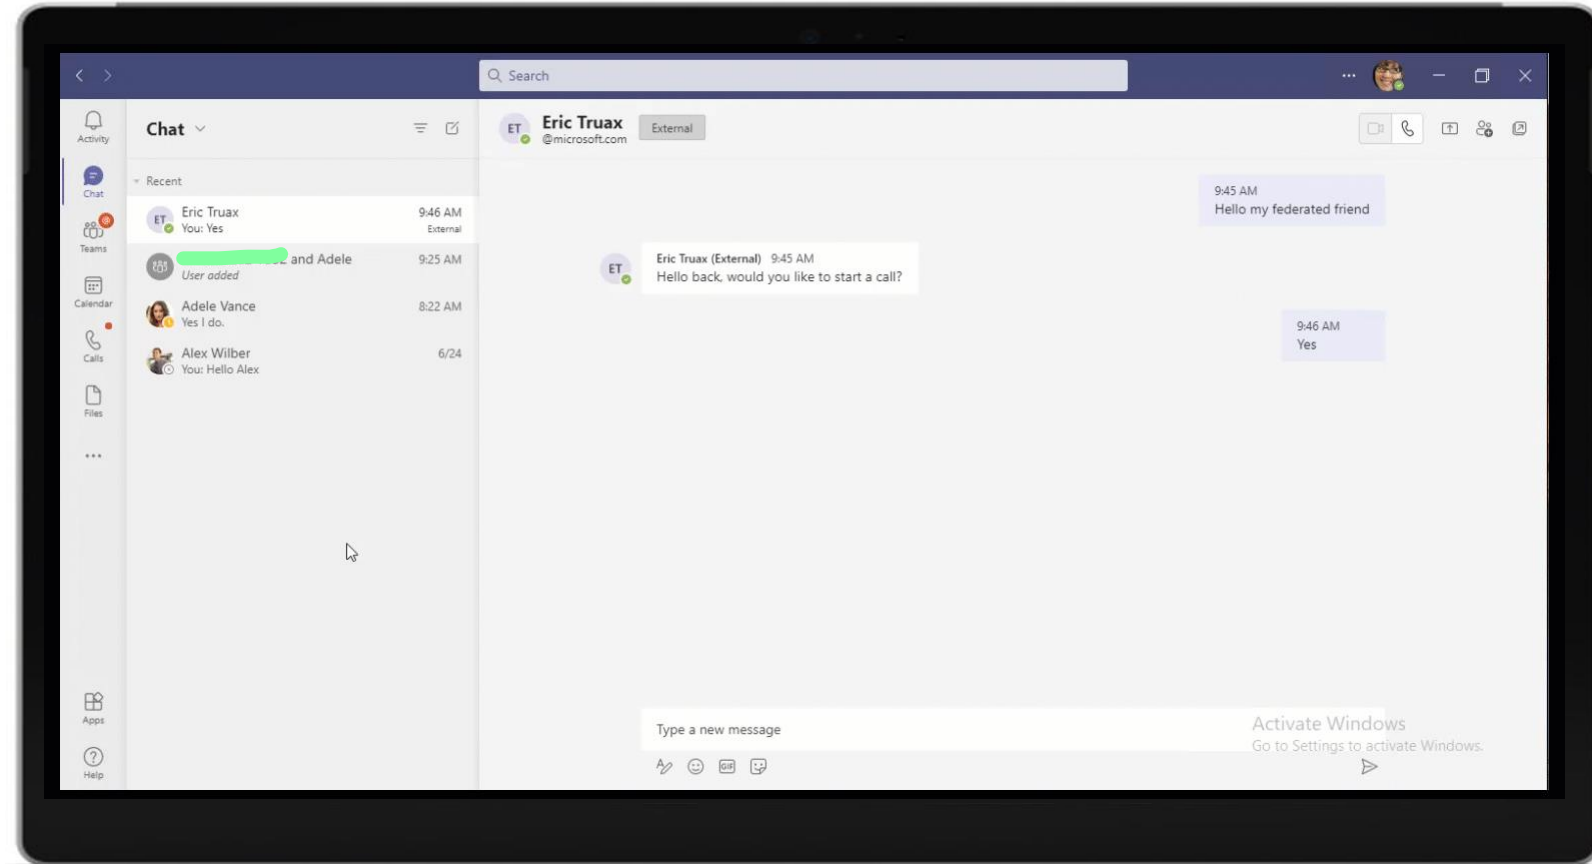 Search
Activity
Chat
Teams
Calendar
Calls
Files
Apps
Help
Chat
Recent
ET
Eric Truax
9:46 AM
You: Yes
External
and Adele
9:25 AM
User added
Adele Vance
8:22 AM
Yes I do.
Alex Wilber
6/24
You: Hello Alex
ET
Eric Truax
External
@microsoft.com
9:45 AM
Hello my federated friend
ET
Eric Truax (External) 9:45 AM
Hello back, would you like to start a call?
9:46 AM
Yes
Type a new message
GIF
Activate Windows
Go to Settings to activate Windows.